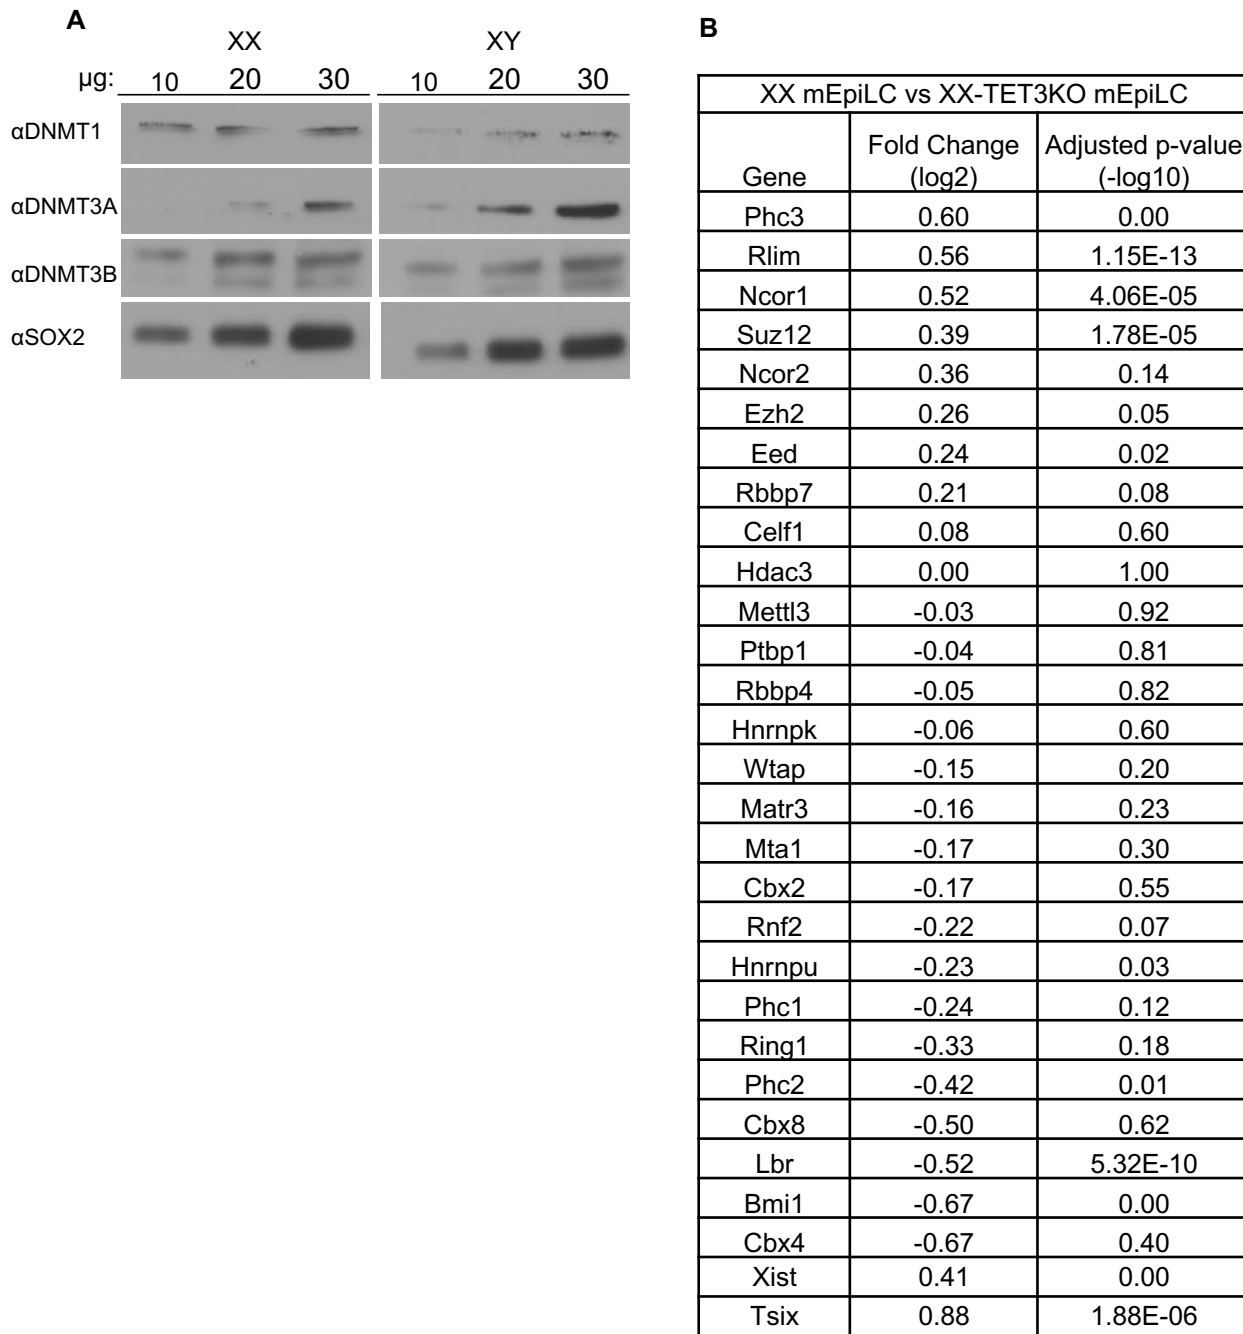 A
XX XY
µg: 10 20 30 10 20 30
αDNMT1
αDNMT3A
αDNMT3B
αSOX2
B
XX mEpiLC vs XX-TET3KO mEpiLC
Gene Fold Change (log2) Adjusted p-value (-log10)
Phc3 0.60 0.00
Rlim 0.56 1.15E-13
Ncor1 0.52 4.06E-05
Suz12 0.39 1.78E-05
Ncor2 0.36 0.14
Ezh2 0.26 0.05
Eed 0.24 0.02
Rbbp7 0.21 0.08
Celf1 0.08 0.60
Hdac3 0.00 1.00
Mettl3 -0.03 0.92
Ptbp1 -0.04 0.81
Rbbp4 -0.05 0.82
Hnrnpk -0.06 0.60
Wtap -0.15 0.20
Matr3 -0.16 0.23
Mta1 -0.17 0.30
Cbx2 -0.17 0.55
Rnf2 -0.22 0.07
Hnrnpu -0.23 0.03
Phc1 -0.24 0.12
Ring1 -0.33 0.18
Phc2 -0.42 0.01
Cbx8 -0.50 0.62
Lbr -0.52 5.32E-10
Bmi1 -0.67 0.00
Cbx4 -0.67 0.40
Xist 0.41 0.00
Tsix 0.88 1.88E-06